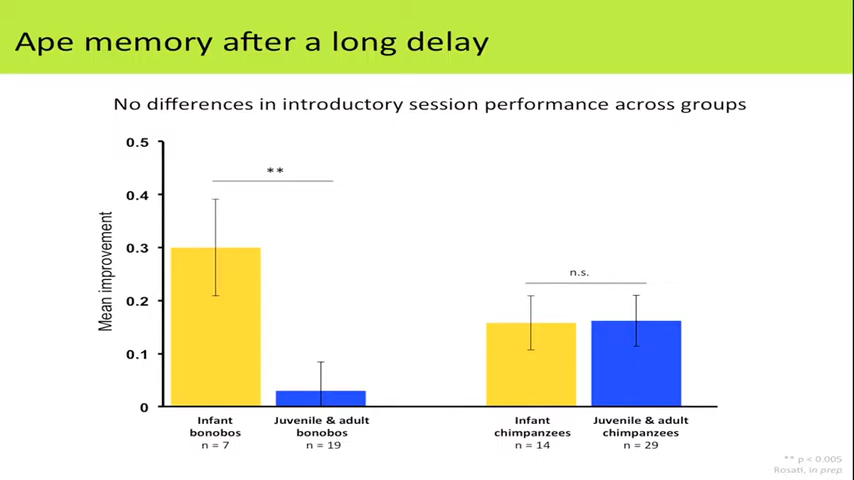 Ape memory after a long delay
No differences in introductory session performance across groups
0.5
0.4
0.3
0.2
0.1
0
Mean improvement
**
n.s.
Infant
bonobos
n = 7
Juvenile & adult
bonobos
n = 19
Infant
chimpanzees
n = 14
Juvenile & adult
chimpanzees
n = 29
** p < 0.005
Rosati, in prep